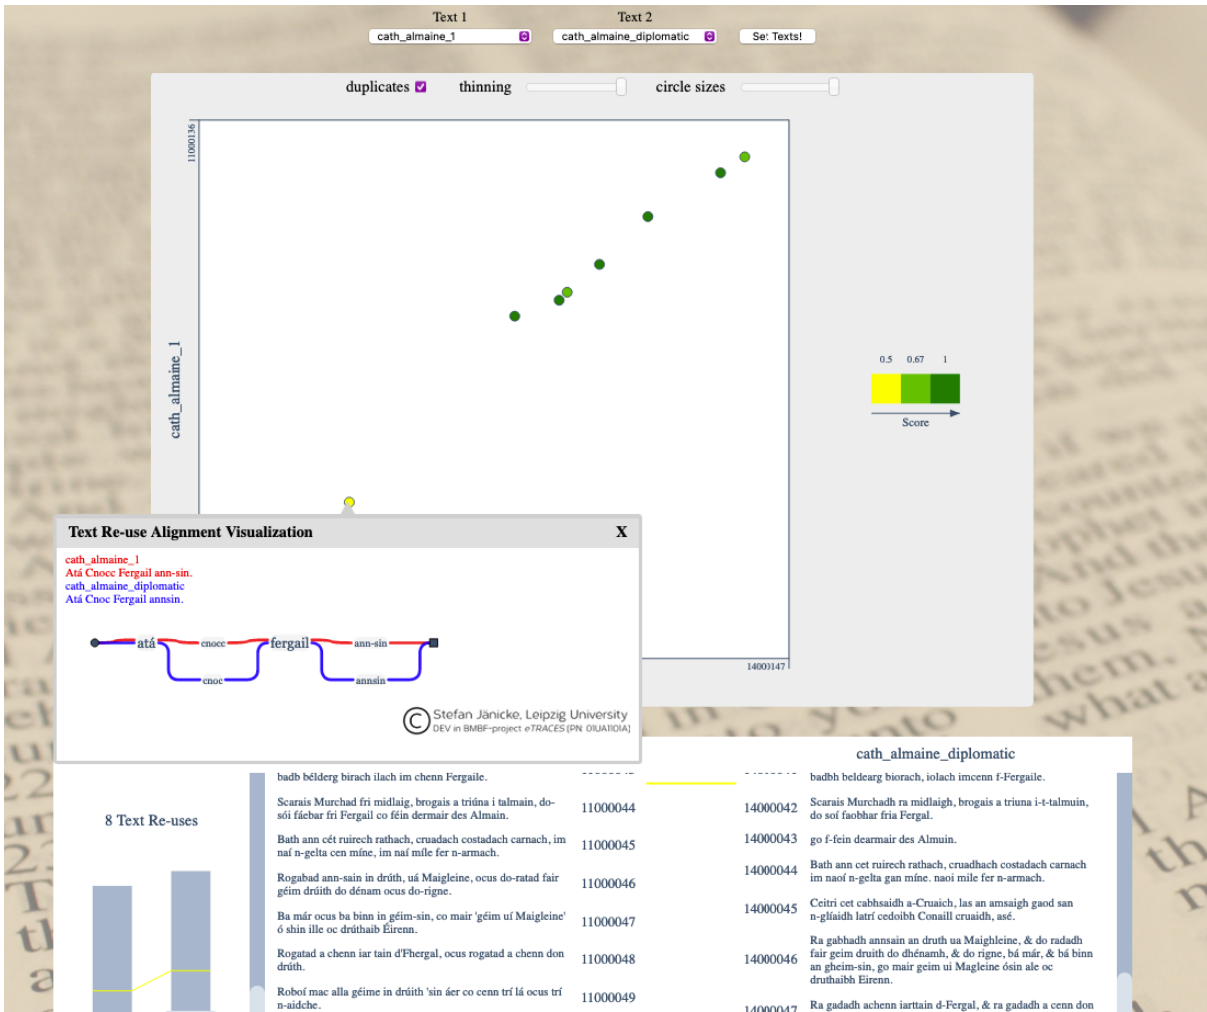 Text 1
Text 2
cath_almaine_1
cath_almaine_diplomatic
Set Texts!
duplicates
thinning
circle sizes
11000136
cath_almaine_1
0.5 0.67 1
Score
14000147
Text Re-use Alignment Visualization X
cath_almaine_1
Atá Cnocc Fergail ann-sin.
cath_almaine_diplomatic
Atá Cnoc Fergail annsin.
atá cnocc fergail ann-sin
cnoc annsin
Stefan Jänicke, Leipzig University
DEV in BMBF-project eTRACES [PN: 01UA1101A]
8 Text Re-uses
cath_almaine_diplomatic
badb bélderg birach ilach im chenn Fergaile.
Scarais Murchad fri midlaig, brogais a triúna i talmain, do-
sói fáebar fri Fergail co féin dermair des Almain.
11000044
Bath ann cét ruirech rathach, cruadach costadach carnach, im
naí n-gelta cen míne, im naí míle fer n-armach.
11000045
Rogabad ann-sain in drúth, uá Maigleine, ocus do-ratad fair
géim drúith do dénam ocus do-rigne.
11000046
Ba már ocus ba binn in géim-sin, co mair 'géim uí Maigleine'
ó shin ille oc drúthaib Éirenn.
11000047
Rogatad a chenn iar tain d'Fhergal, ocus rogatad a chenn don
drúth.
11000048
Roboí mac alla géime in drúith 'sin áer co cenn trí lá ocus trí
n-aidche.
11000049
badbh beldearg biorach, iolach imcenn f-Fergaile.
14000042
Scarais Murchadh ra midlaigh, brogais a triuna i-t-talmuin,
do soí faobhar fria Fergal.
14000043
go f-fein dearmair des Almuin.
14000044
Bath ann cet ruirech rathach, cruadhach costadach carnach
im naoí n-gelta gan míne. naoi mile fer n-armach.
14000045
Ceitri cet cabhsaidh a-Cruaich, las an amsaigh gaod san
n-glíaidh latrí cedoibh Conaill cruaidh, asé.
14000046
Ra gabhadh annsain an druth ua Maighleine, & do radadh
fair geim druith do dhénamh, & do rigne, bá már, & bá binn
an gheim-sin, go mair geim ui Magleine ósin ale oc
druthaibh Eirenn.
14000047
Ra gadadh achenn iarttain d-Fergal, & ra gadadh a cenn don